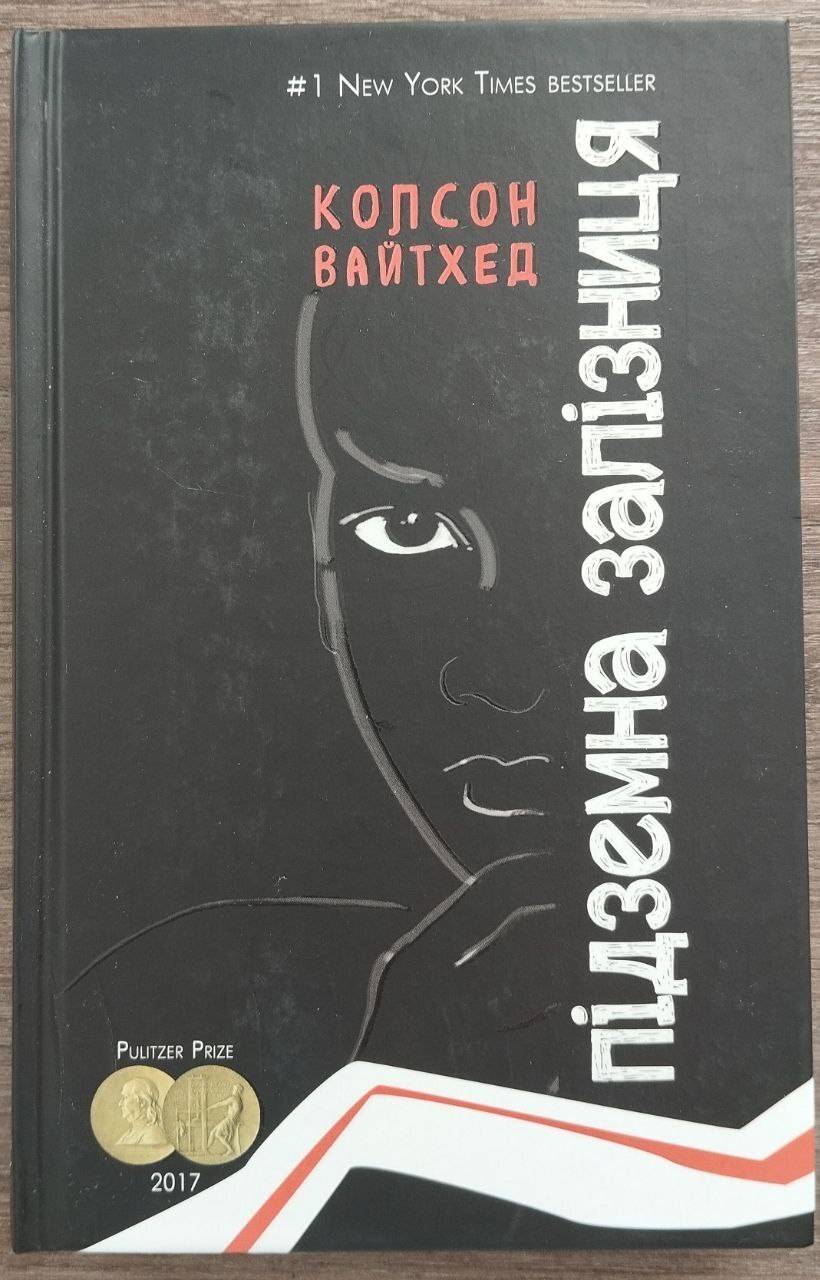 #1 New York Times bestseller
КОЛСОН
ВАЙТХЕД
підземна залізниця
Pulitzer Prize
2017